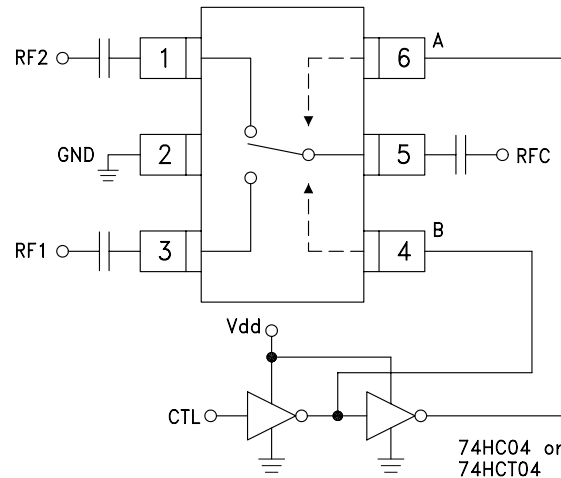 A
RF2 1 6
GND 2 5 RFC
B
RF1 3 4
Vdd
CTL
74HC04 or
74HCT04